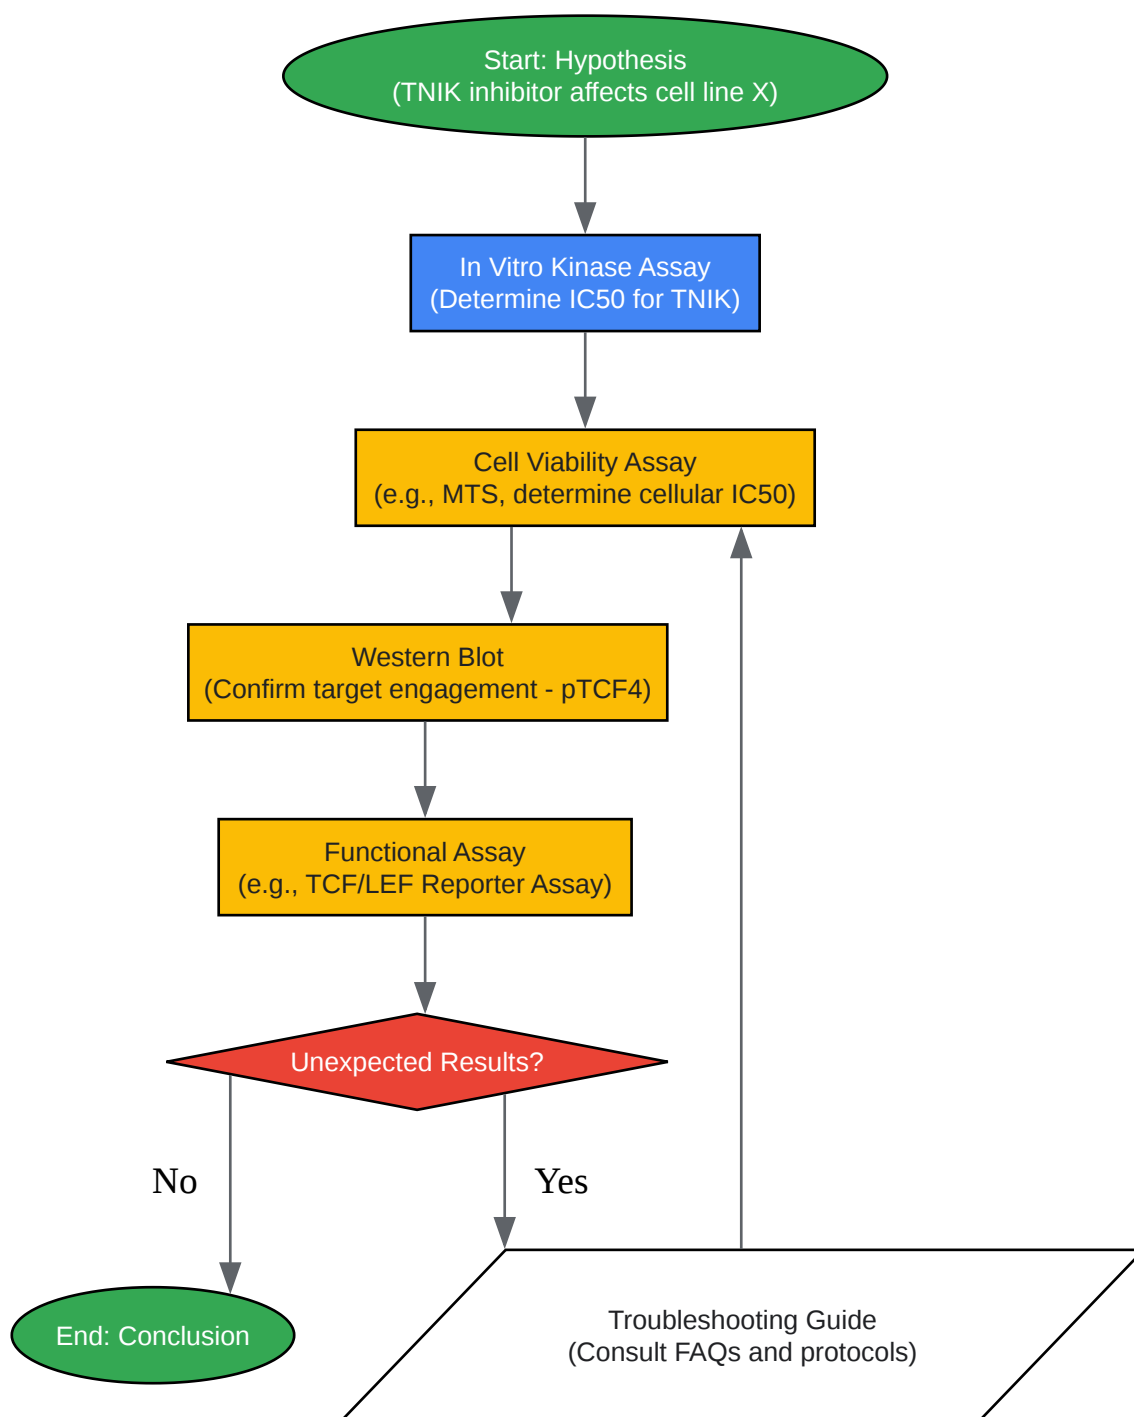 Start: Hypothesis
(TNIK inhibitor affects cell line X)
In Vitro Kinase Assay
(Determine IC50 for TNIK)
Cell Viability Assay
(e.g., MTS, determine cellular IC50)
Western Blot
(Confirm target engagement - pTCF4)
Functional Assay
(e.g., TCF/LEF Reporter Assay)
Unexpected Results?
No
Yes
End: Conclusion
Troubleshooting Guide
(Consult FAQs and protocols)